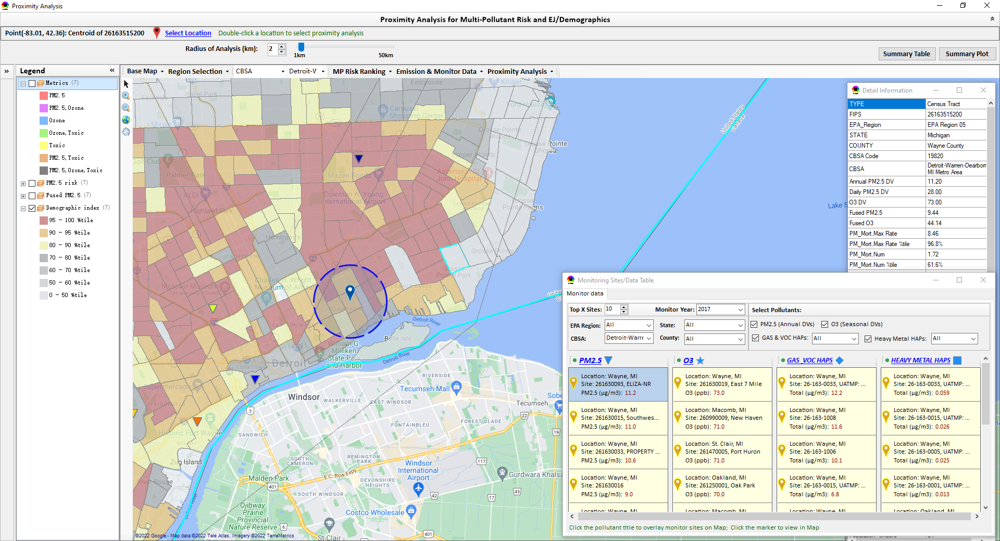 Proximity Analysis
Proximity Analysis for Multi-Pollutant Risk and EJ/Demographics
Point(-83.01, 42.36): Centroid of 26163515200
Select Location
Double-click a location to select proximity analysis
Radius of Analysis (km):
2
1km
50km
Summary Table
Summary Plot
Legend
Base Map
Region Selection
CBSA
Detroit-W
MP Risk Ranking
Emission & Monitor Data
Proximity Analysis
Metrics (7)
PM2.5
PM2.5,Ozone
Ozone
Ozone,Toxic
Toxic
PM2.5,Toxic
PM2.5,Ozone,Toxic
PM2.5 risk (7)
Fused PM2.5 (7)
Demographic index (7)
95 - 100 %tile
90 - 95 %tile
80 - 90 %tile
70 - 80 %tile
60 - 70 %tile
50 - 60 %tile
0 - 50 %tile
Ferndale
Hazel Park
Eastpointe
Kroger
Ford House
Meijer
Carousel
Shopping Center
Grosse Pointe
Woods
Grosse Pointe
Shores
Harper Woods
Golf Club
Palmer Park
OSBORN
Mazen Foods
Ascension St
John Hospital
ALDI
Coleman A. Young
International Airport
Highland Park
CORNERSTONE
VILLAGE
Grosse
Pointe Farms
Hamtramck
NORTH END
Grosse Pointe
Grosse
Pointe Park
Motown Museum
Temporarily closed
Charles H. Wright
Museum of African
CONNER CREEK
ISLANDVIEW
EASTERN MARKET
Detroit River
Belle Isle
William G.
Milliken
State Park
and Harbor
Detroit River
Detroit
CORKTOWN
Supermercado
SPRINGWELLS
Historic Fort Wayne
DELRAY
Zug Island
River Rouge
Detroit River
United States
Canada
Lake S
Windsor
WALKERVILLE
RIVERSIDE
Tecumseh Mall
EAST WINDSOR
Tecumseh
Sobe
3
22
19
FOREST GLADE
FONTAINBLEU
SANDWICH
SOUTH
CAMERON
REMINGTON
PARK
Windsor
International
Airport
117
E C. Row Expy
Malden Park
DEVONSHIRE
HEIGHTS
Gurdwara Khalsa
401
SOUTH WINDSOR
42
43
17
Ojibway
Prairie
Provincial
Nature Reserve
Costco Wholesale
6
401
St Clair
©2022 Google - Map data ©2022 Tele Atlas, Imagery ©2022 TerraMetrics
Detail Information
TYPE Census Tract
FIPS 26163515200
EPA_Region EPA Region 05
STATE Michigan
COUNTY Wayne County
CBSA Code 19820
CBSA Detroit-Warren-Dearborn
MI Metro Area
Annual PM2.5 DV 11.20
Daily PM2.5 DV 28.00
O3 DV 73.00
Fused PM2.5 9.44
Fused O3 44.14
PM_Mort.Max Rate 8.46
PM_Mort.Max Rate %tile 96.8%
PM_Mort.Num 1.72
PM_Mort.Num %tile 61.6%
Monitoring Sites/Data Table
Monitor data
Top X Sites: 10
Monitor Year: 2017
Select Pollutants:
EPA Region: All
State: All
CBSA: Detroit-Warre
County: All
PM2.5 (Annual DVs)
O3 (Seasonal DVs)
GAS & VOC HAPs: All
Heavy Metal HAPs: All
PM2.5
Location: Wayne, MI
Site: 261630093, ELIZA-NR
PM2.5 (µg/m3): 11.2
Location: Wayne, MI
Site: 261630015, Southwes...
PM2.5 (µg/m3): 11.0
Location: Wayne, MI
Site: 261630033, PROPERTY ...
PM2.5 (µg/m3): 10.6
Location: Wayne, MI
Site: 261630016
PM2.5 (µg/m3): 9.0
Location: Wayne, MI
O3
Location: Wayne, MI
Site: 261630019, East 7 Mile
O3 (ppb): 73.0
Location: Macomb, MI
Site: 260990009, New Haven
O3 (ppb): 71.0
Location: St. Clair, MI
Site: 261470005, Port Huron
O3 (ppb): 71.0
Location: Oakland, MI
Site: 261250001, Oak Park
O3 (ppb): 70.0
Location: Macomb, MI
GAS_VOC HAPS
Location: Wayne, MI
Site: 26-163-0033, UATMP: ...
Total (µg/m3): 12.2
Location: Wayne, MI
Site: 26-163-1008
Total (µg/m3): 11.6
Location: Wayne, MI
Site: 26-163-1006
Total (µg/m3): 10.1
Location: Wayne, MI
Site: 26-163-0015, UATMP: ...
Total (µg/m3): 6.8
Location: Wayne, MI
HEAVY METAL HAPS
Location: Wayne, MI
Site: 26-163-0033, UATMP: ...
Total (µg/m3): 0.059
Location: Wayne, MI
Site: 26-163-0015, UATMP: ...
Total (µg/m3): 0.026
Location: Wayne, MI
Site: 26-163-0005, UATMP: ...
Total (µg/m3): 0.025
Location: Wayne, MI
Site: 26-163-0001, UATMP: ...
Total (µg/m3): 0.013
Location: Oakland, MI
Click the pollutant title to overlay monitor sites on Map; Click the marker to view in Map